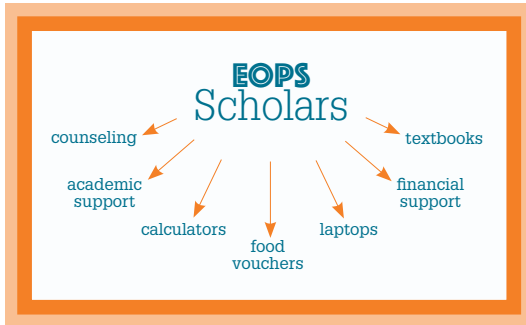 EOPS
Scholars
counseling
textbooks
academic
support
financial
support
calculators
laptops
food
vouchers